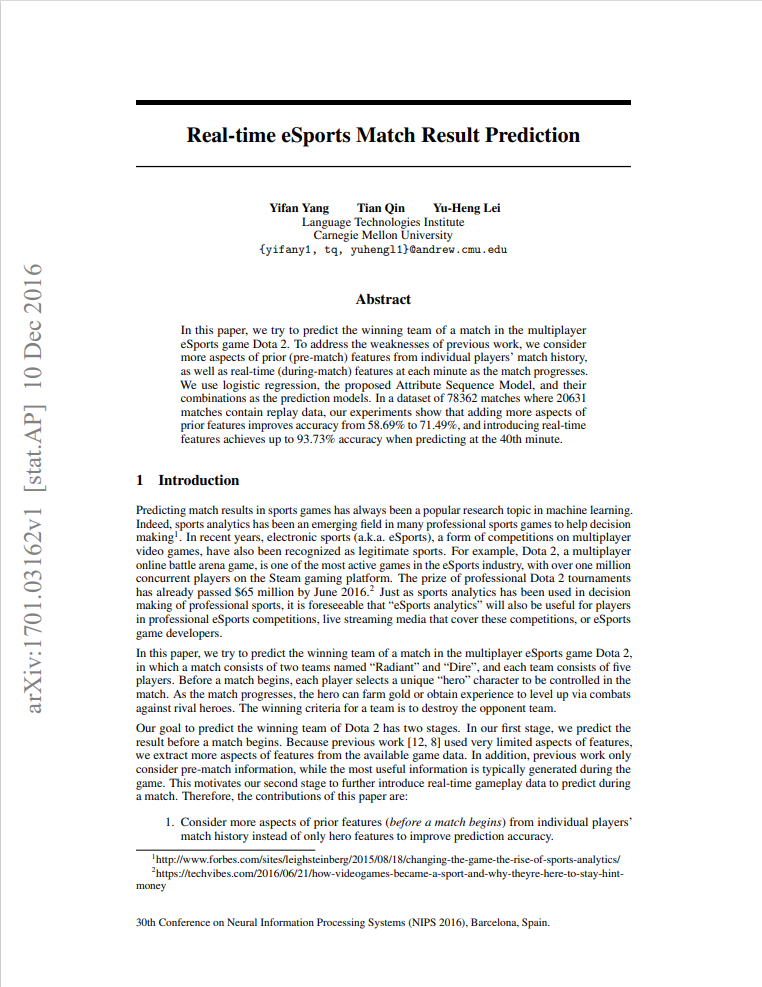 Real-time eSports Match Result Prediction
Yifan Yang Tian Qin Yu-Heng Lei
Language Technologies Institute
Carnegie Mellon University
{yifany1, tq, yuhengl1}@andrew.cmu.edu
Abstract
In this paper, we try to predict the winning team of a match in the multiplayer
eSports game Dota 2. To address the weaknesses of previous work, we consider
more aspects of prior (pre-match) features from individual players' match history,
as well as real-time (during-match) features at each minute as the match progresses.
We use logistic regression, the proposed Attribute Sequence Model, and their
combinations as the prediction models. In a dataset of 78362 matches where 20631
matches contain replay data, our experiments show that adding more aspects of
prior features improves accuracy from 58.69% to 71.49%, and introducing real-time
features achieves up to 93.73% accuracy when predicting at the 40th minute.
1 Introduction
Predicting match results in sports games has always been a popular research topic in machine learning.
Indeed, sports analytics has been an emerging field in many professional sports games to help decision
making1. In recent years, electronic sports (a.k.a. eSports), a form of competitions on multiplayer
video games, have also been recognized as legitimate sports. For example, Dota 2, a multiplayer
online battle arena game, is one of the most active games in the eSports industry, with over one million
concurrent players on the Steam gaming platform. The prize of professional Dota 2 tournaments
has already passed $65 million by June 2016.2 Just as sports analytics has been used in decision
making of professional sports, it is foreseeable that "eSports analytics" will also be useful for players
in professional eSports competitions, live streaming media that cover these competitions, or eSports
game developers.
In this paper, we try to predict the winning team of a match in the multiplayer eSports game Dota 2,
in which a match consists of two teams named "Radiant" and "Dire", and each team consists of five
players. Before a match begins, each player selects a unique "hero" character to be controlled in the
match. As the match progresses, the hero can farm gold or obtain experience to level up via combats
against rival heroes. The winning criteria for a team is to destroy the opponent team.
Our goal to predict the winning team of Dota 2 has two stages. In our first stage, we predict the
result before a match begins. Because previous work [12, 8] used very limited aspects of features,
we extract more aspects of features from the available game data. In addition, previous work only
consider pre-match information, while the most useful information is typically generated during the
game. This motivates our second stage to further introduce real-time gameplay data to predict during
a match. Therefore, the contributions of this paper are:
1. Consider more aspects of prior features (before a match begins) from individual players'
match history instead of only hero features to improve prediction accuracy.
1http://www.forbes.com/sites/leighsteinberg/2015/08/18/changing-the-game-the-rise-of-sports-analytics/
2https://techvibes.com/2016/06/21/how-videogames-became-a-sport-and-why-theyre-here-to-stay-hint-
money
30th Conference on Neural Information Processing Systems (NIPS 2016), Barcelona, Spain.
arXiv:1701.03162v1 [stat.AP] 10 Dec 2016